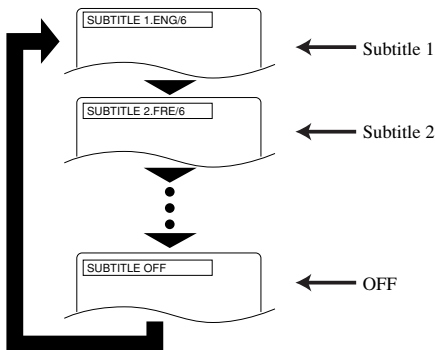 SUBTITLE 1.ENG/6
Subtitle 1
SUBTITLE 2.FRE/6
Subtitle 2
SUBTITLE OFF
OFF